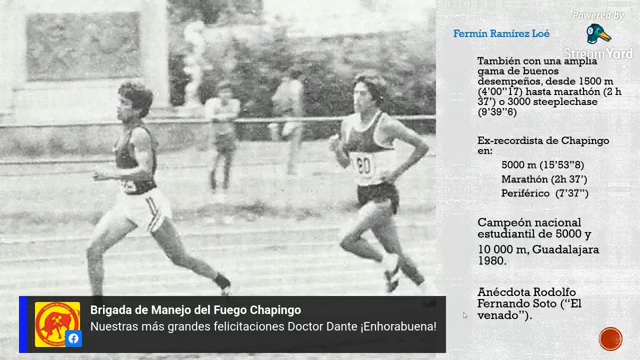 Powered by
StreamYard
Fermín Ramírez Loé
También con una amplia
gama de buenos
desempeños, desde 1500 m
(4'00"17) hasta marathón (2 h
37') o 3000 steeplechase
(9'39"6)
Ex-recordista de Chapingo
en:
5000 m (15'53"8)
Marathón (2h 37')
Periférico (7'37")
Campeón nacional
estudiantil de 5000 y
10 000 m, Guadalajara
1980.
Anécdota Rodolfo
Fernando Soto ("El
venado").
80
Brigada de Manejo del Fuego Chapingo
Nuestras más grandes felicitaciones Doctor Dante ¡Enhorabuena!